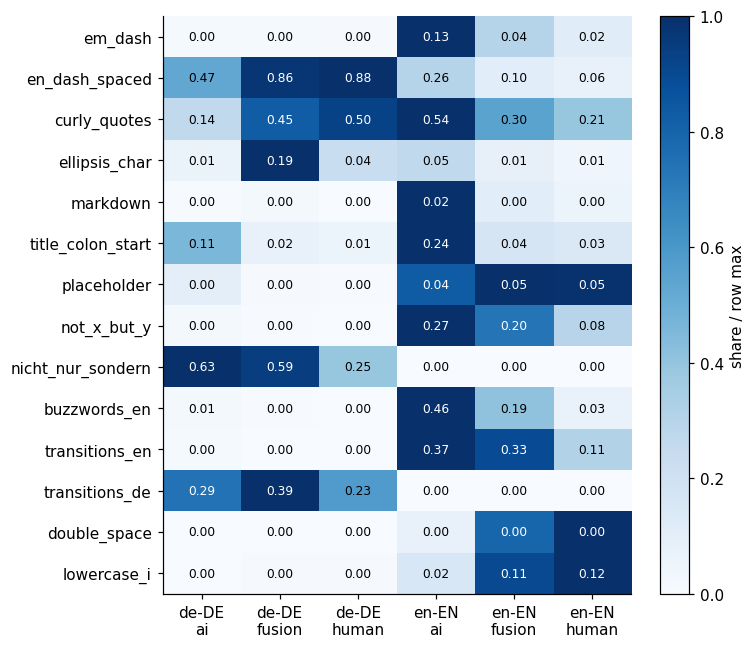 em_dash 0.00 0.00 0.00 0.13 0.04 0.02
en_dash_spaced 0.47 0.86 0.88 0.26 0.10 0.06
curly_quotes 0.14 0.45 0.50 0.54 0.30 0.21
ellipsis_char 0.01 0.19 0.04 0.05 0.01 0.01
markdown 0.00 0.00 0.00 0.02 0.00 0.00
title_colon_start 0.11 0.02 0.01 0.24 0.04 0.03
placeholder 0.00 0.00 0.00 0.04 0.05 0.05
not_x_but_y 0.00 0.00 0.00 0.27 0.20 0.08
nicht_nur_sondern 0.63 0.59 0.25 0.00 0.00 0.00
buzzwords_en 0.01 0.00 0.00 0.46 0.19 0.03
transitions_en 0.00 0.00 0.00 0.37 0.33 0.11
transitions_de 0.29 0.39 0.23 0.00 0.00 0.00
double_space 0.00 0.00 0.00 0.00 0.00 0.00
lowercase_i 0.00 0.00 0.00 0.02 0.11 0.12
de-DE de-DE de-DE en-EN en-EN en-EN
ai fusion human ai fusion human
1.0
0.8
0.6
0.4
0.2
0.0
share / row max